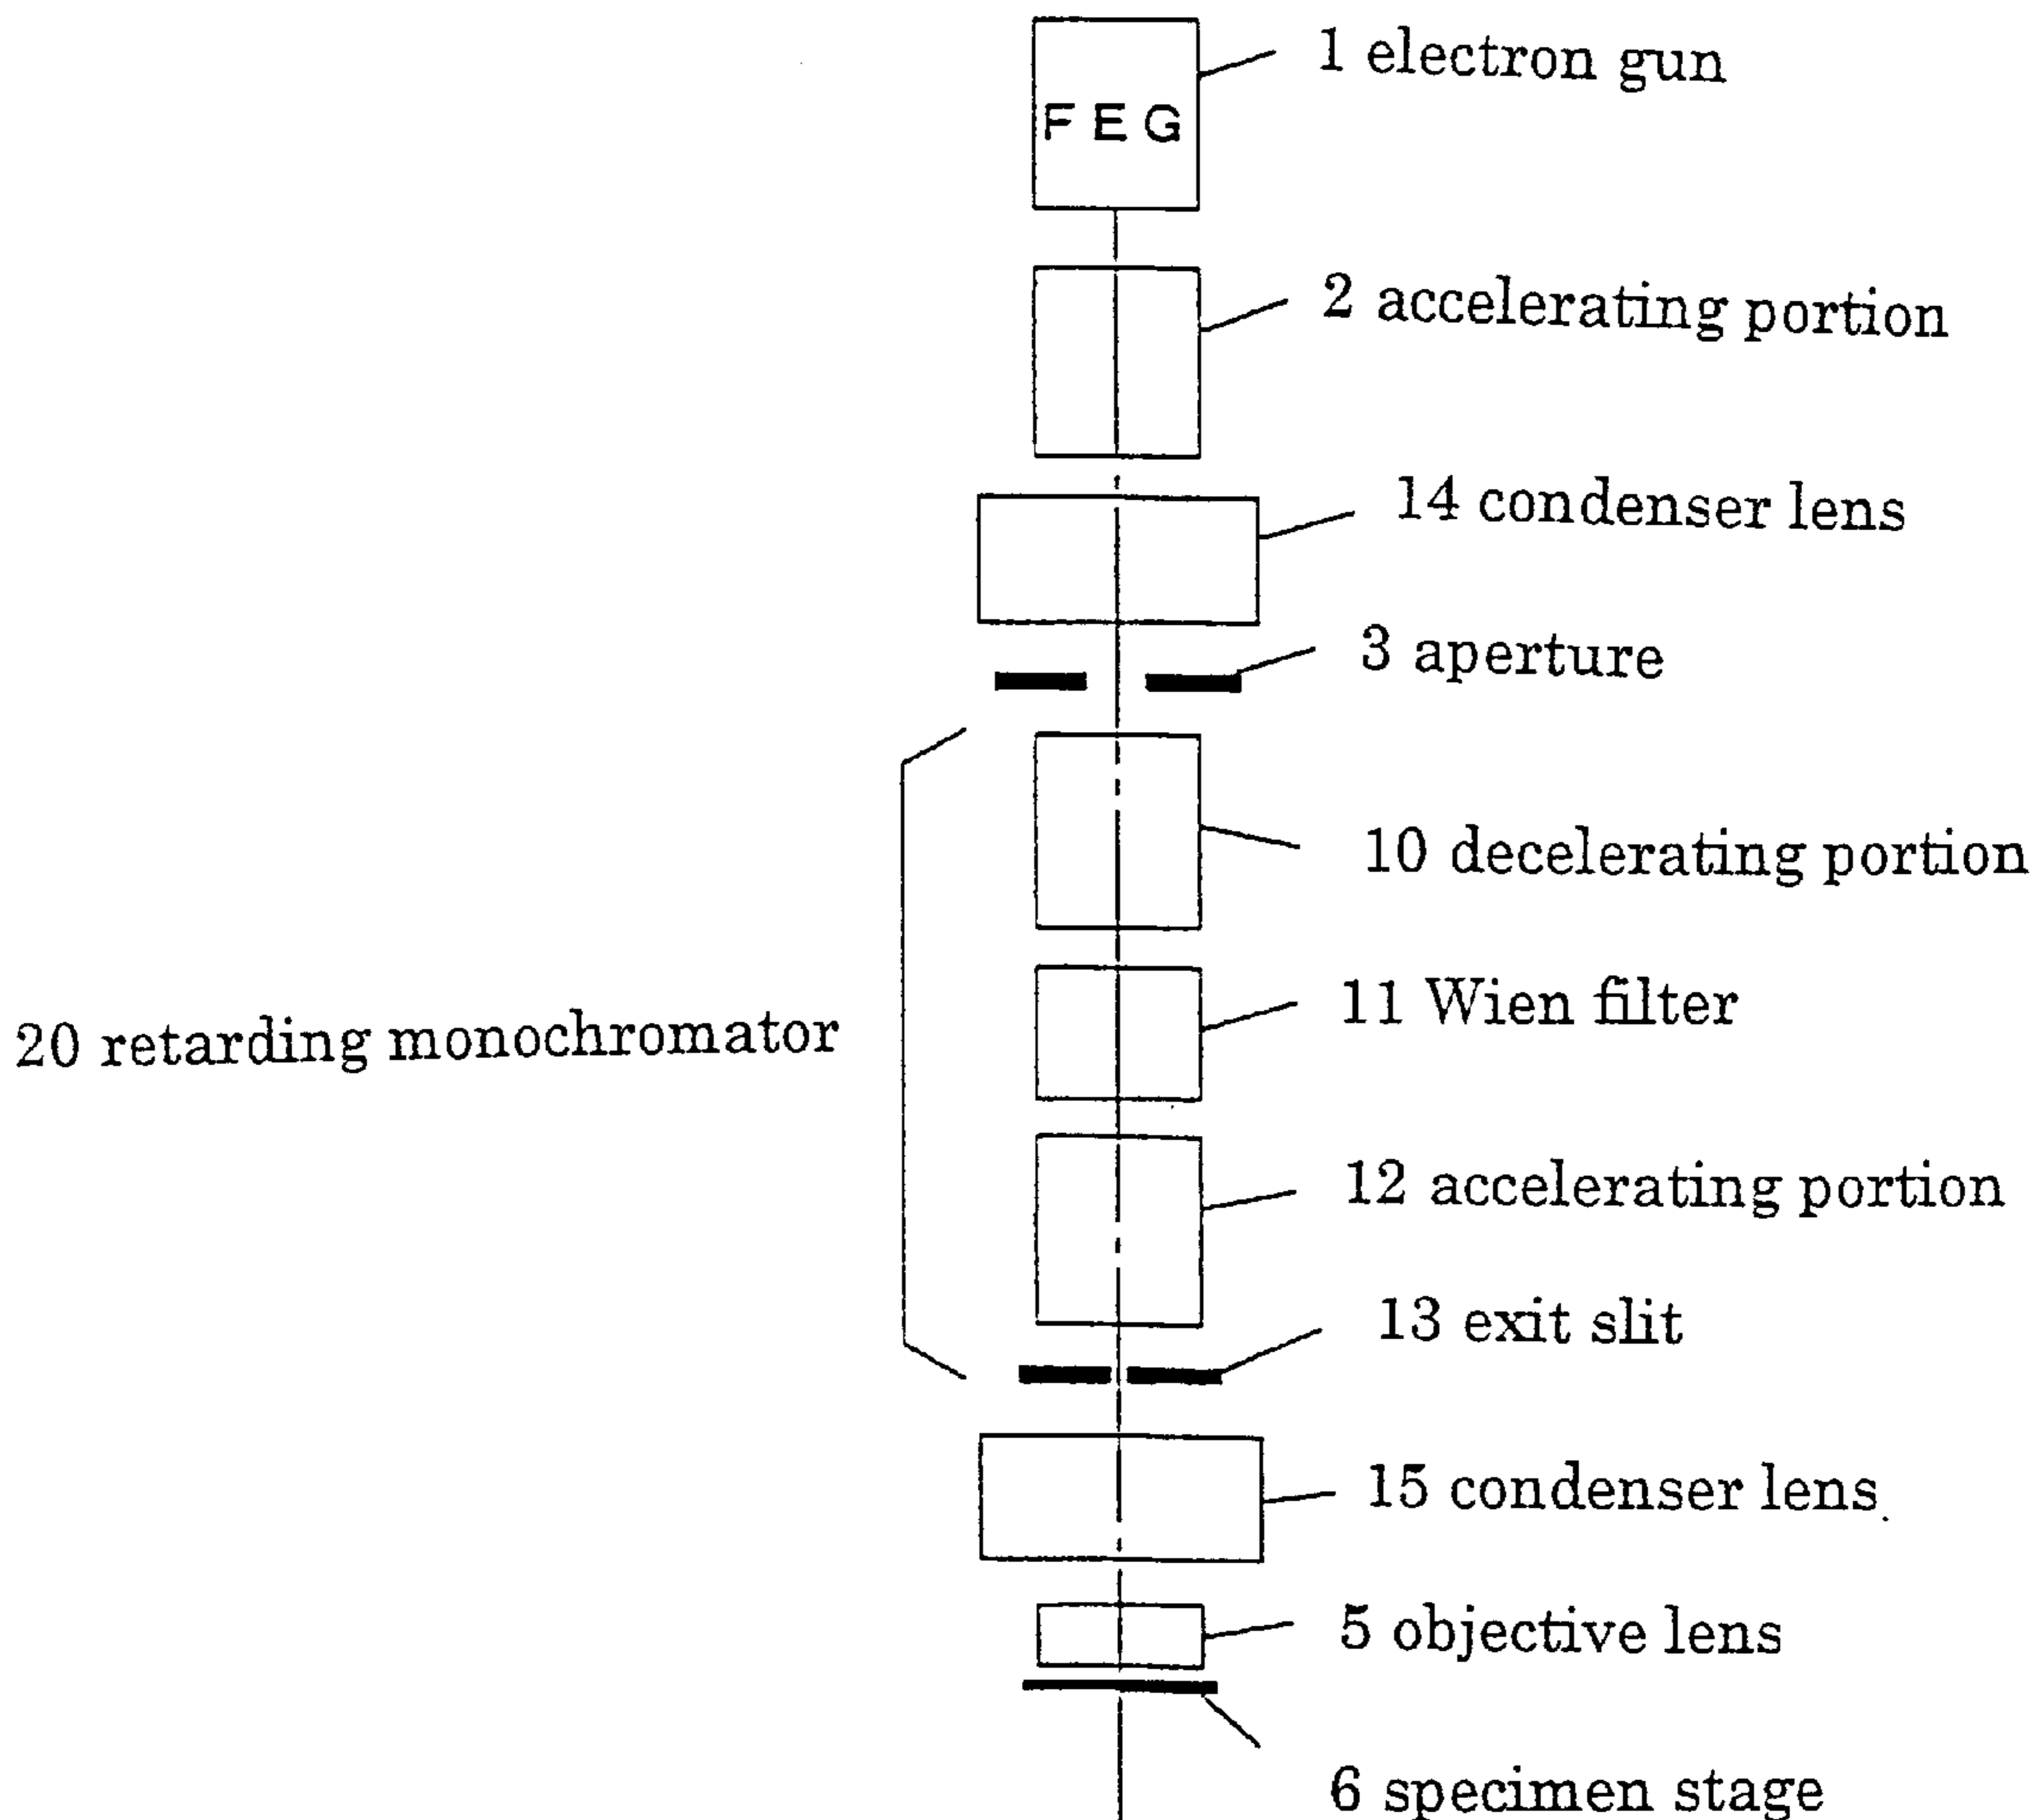 1 electron gun
FEG
2 accelerating portion
14 condenser lens
3 aperture
10 decelerating portion
11 Wien filter
20 retarding monochromator
12 accelerating portion
13 exit slit
15 condenser lens
5 objective lens
6 specimen stage